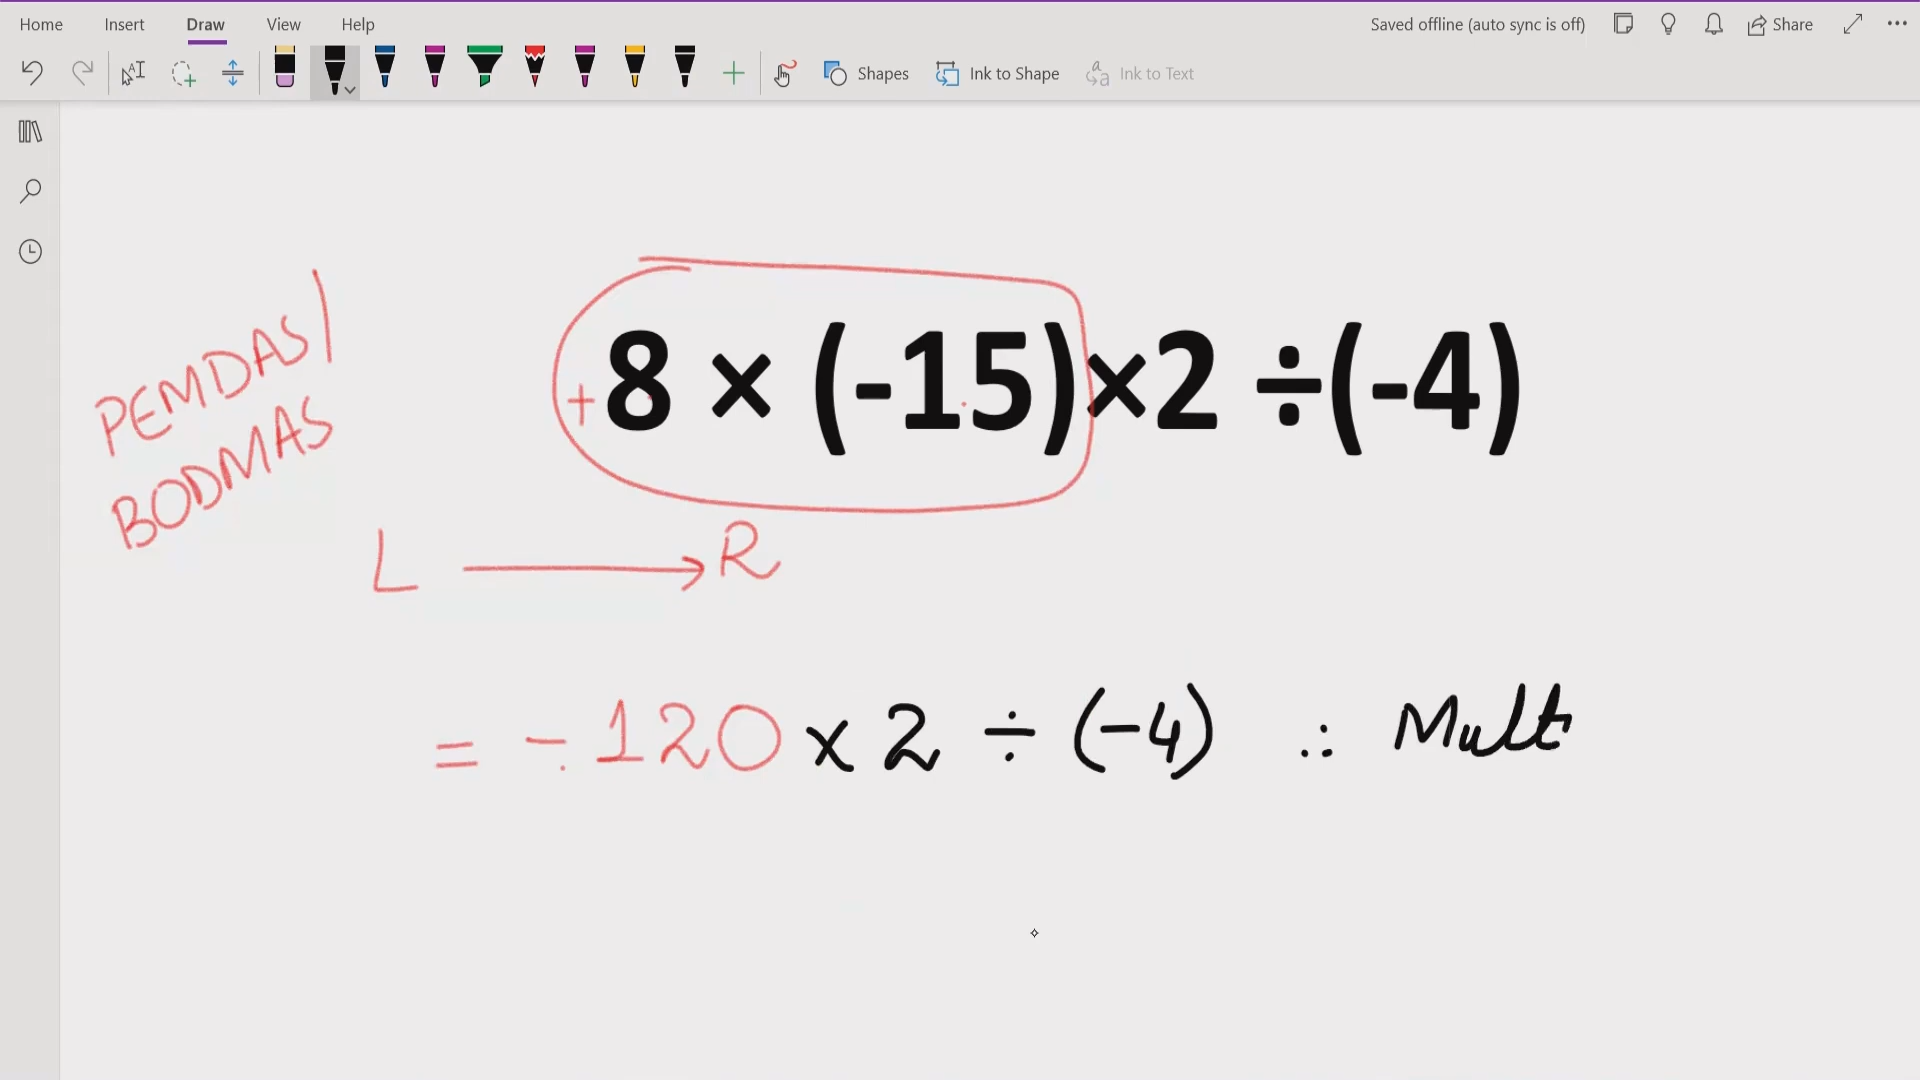 Home Insert Draw View Help Saved offline (auto sync is off) Share
Shapes Ink to Shape Ink to Text
PEMDAS/
BODMAS
+8 × (-15)×2 ÷(-4)
L → R
= -120 x 2 ÷ (-4) ∴ Mult